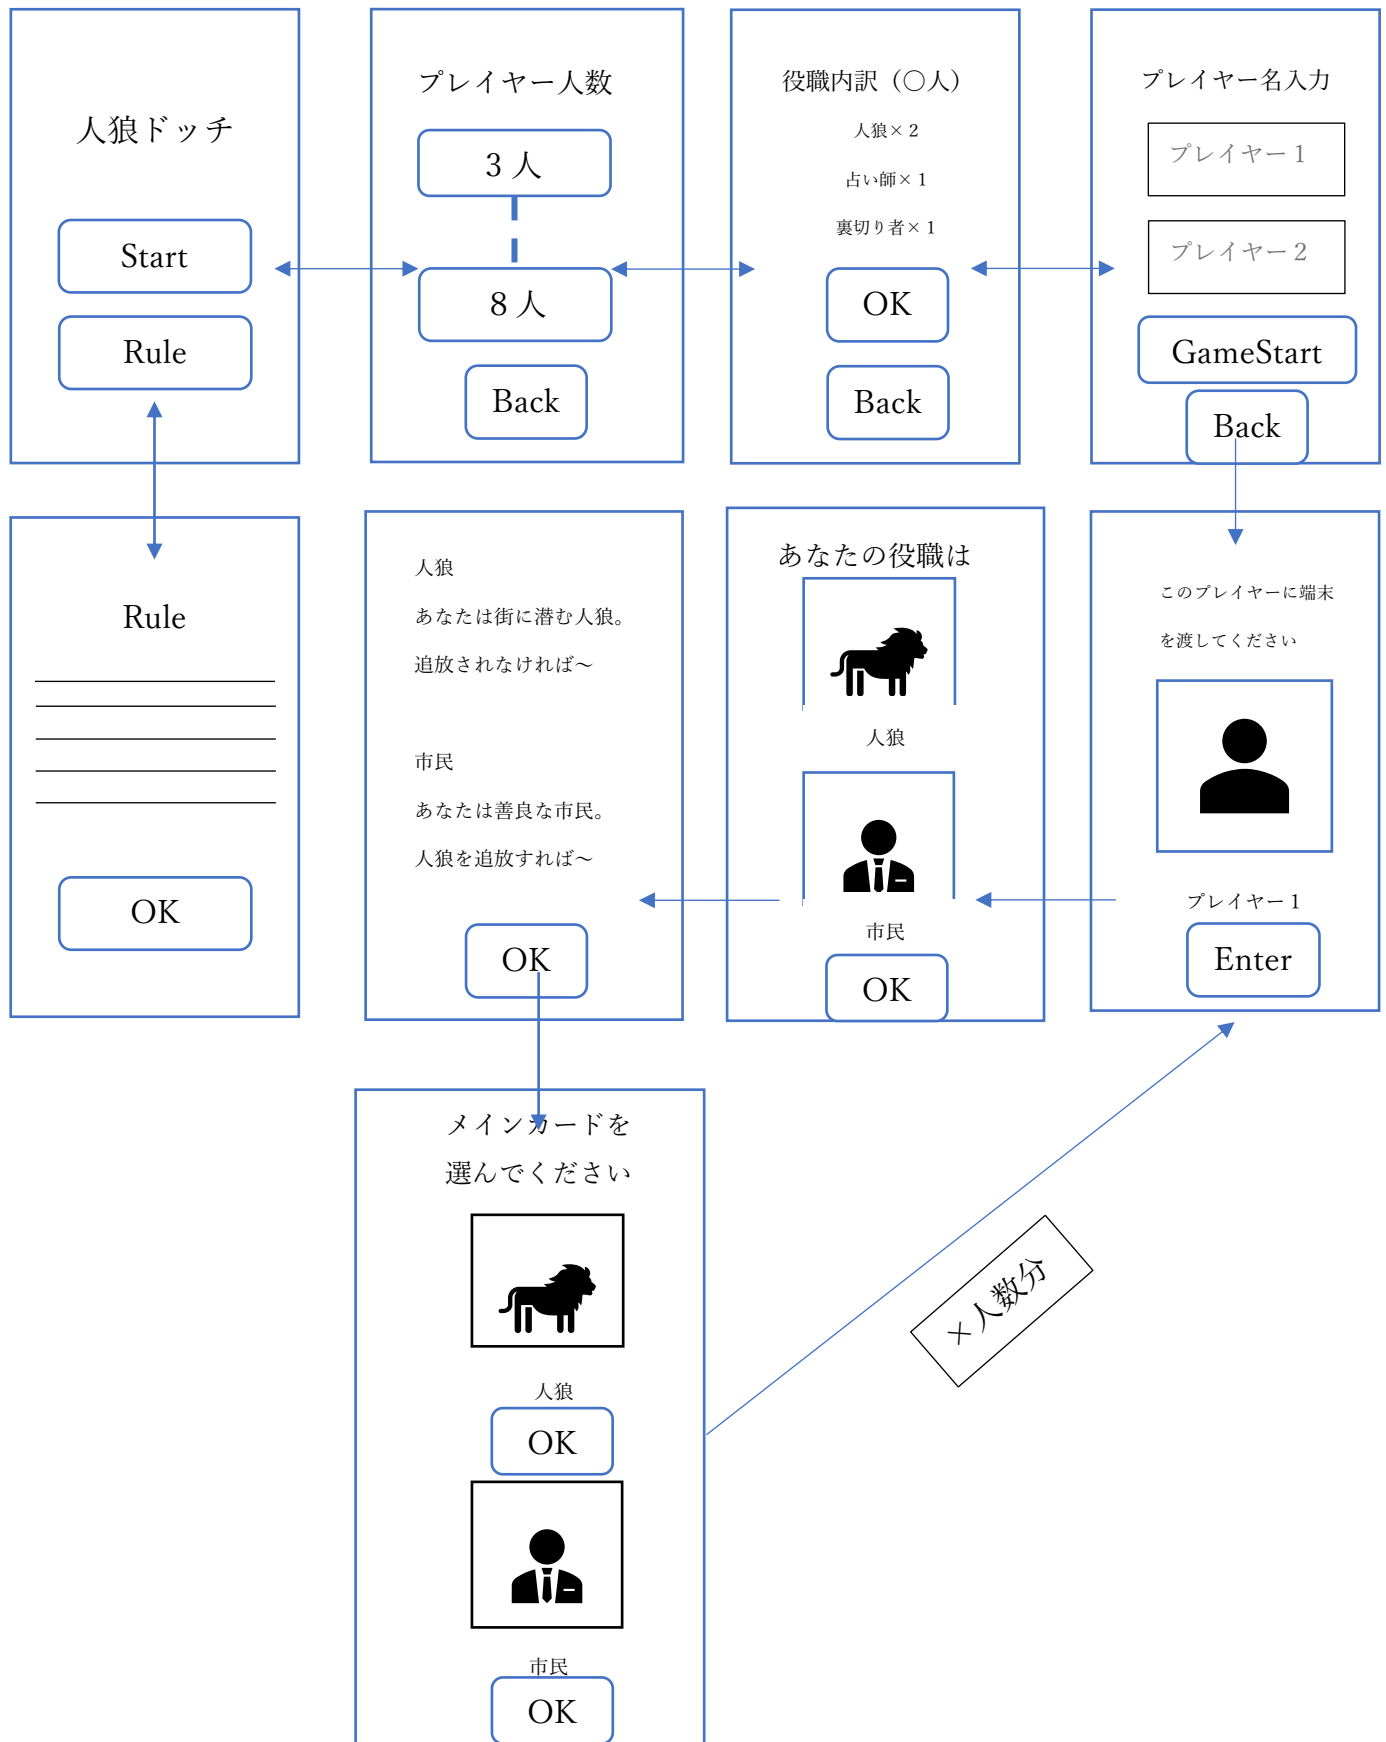 人狼ドッチ
Start
Rule
プレイヤー人数
3人
8人
Back
役職内訳（〇人）
人狼×２
占い師×１
裏切り者×１
OK
Back
プレイヤー名入力
プレイヤー１
プレイヤー２
GameStart
Back
Rule
OK
人狼
あなたは街に潜む人狼。
追放されなければ～
市民
あなたは善良な市民。
人狼を追放すれば～
OK
あなたの役職は
人狼
市民
OK
このプレイヤーに端末
を渡してください
プレイヤー１
Enter
メインカードを
選んでください
人狼
OK
市民
OK
×人数分